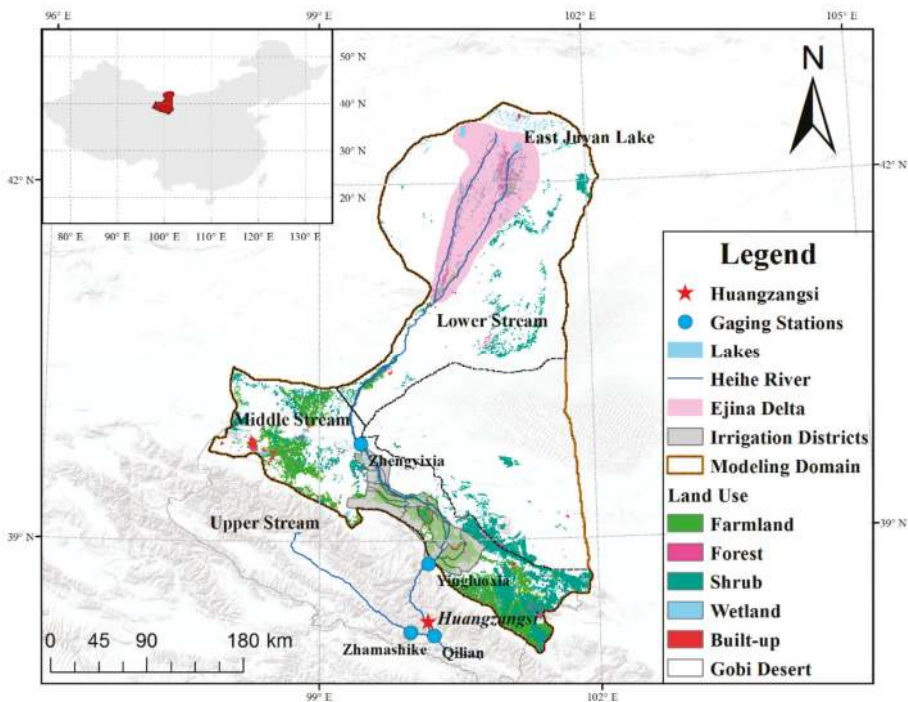 96° E
99° E
102° E
105° E
50° N
40° N
30° N
20° N
80° E
90° E
100° E
110° E
120° E
130° E
N
42° N
42° N
39° N
39° N
East Juyan Lake
Lower Stream
Middle Stream
Zhengyixia
Upper Stream
Yingluoxia
Huangzangsi
Zhamashike
Qilian
0 45 90 180 km
99° E
102° E
Legend
Huangzangsi
Gaging Stations
Lakes
Heihe River
Ejina Delta
Irrigation Districts
Modeling Domain
Land Use
Farmland
Forest
Shrub
Wetland
Built-up
Gobi Desert